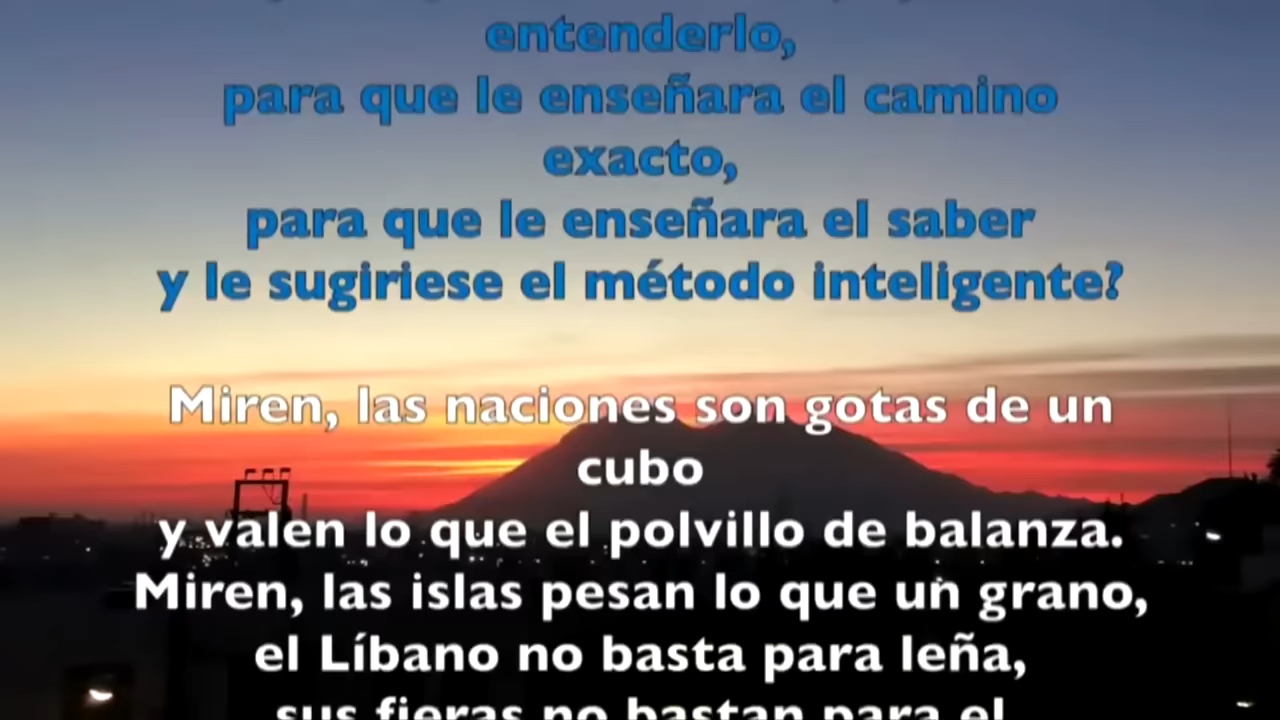 entenderlo,
para que le enseñara el camino
exacto,
para que le enseñara el saber
y le sugiriese el método inteligente?
Miren, las naciones son gotas de un
cubo
y valen lo que el polvillo de balanza.
Miren, las islas pesan lo que un grano,
el Líbano no basta para leña,
sus fieras no bastan para el